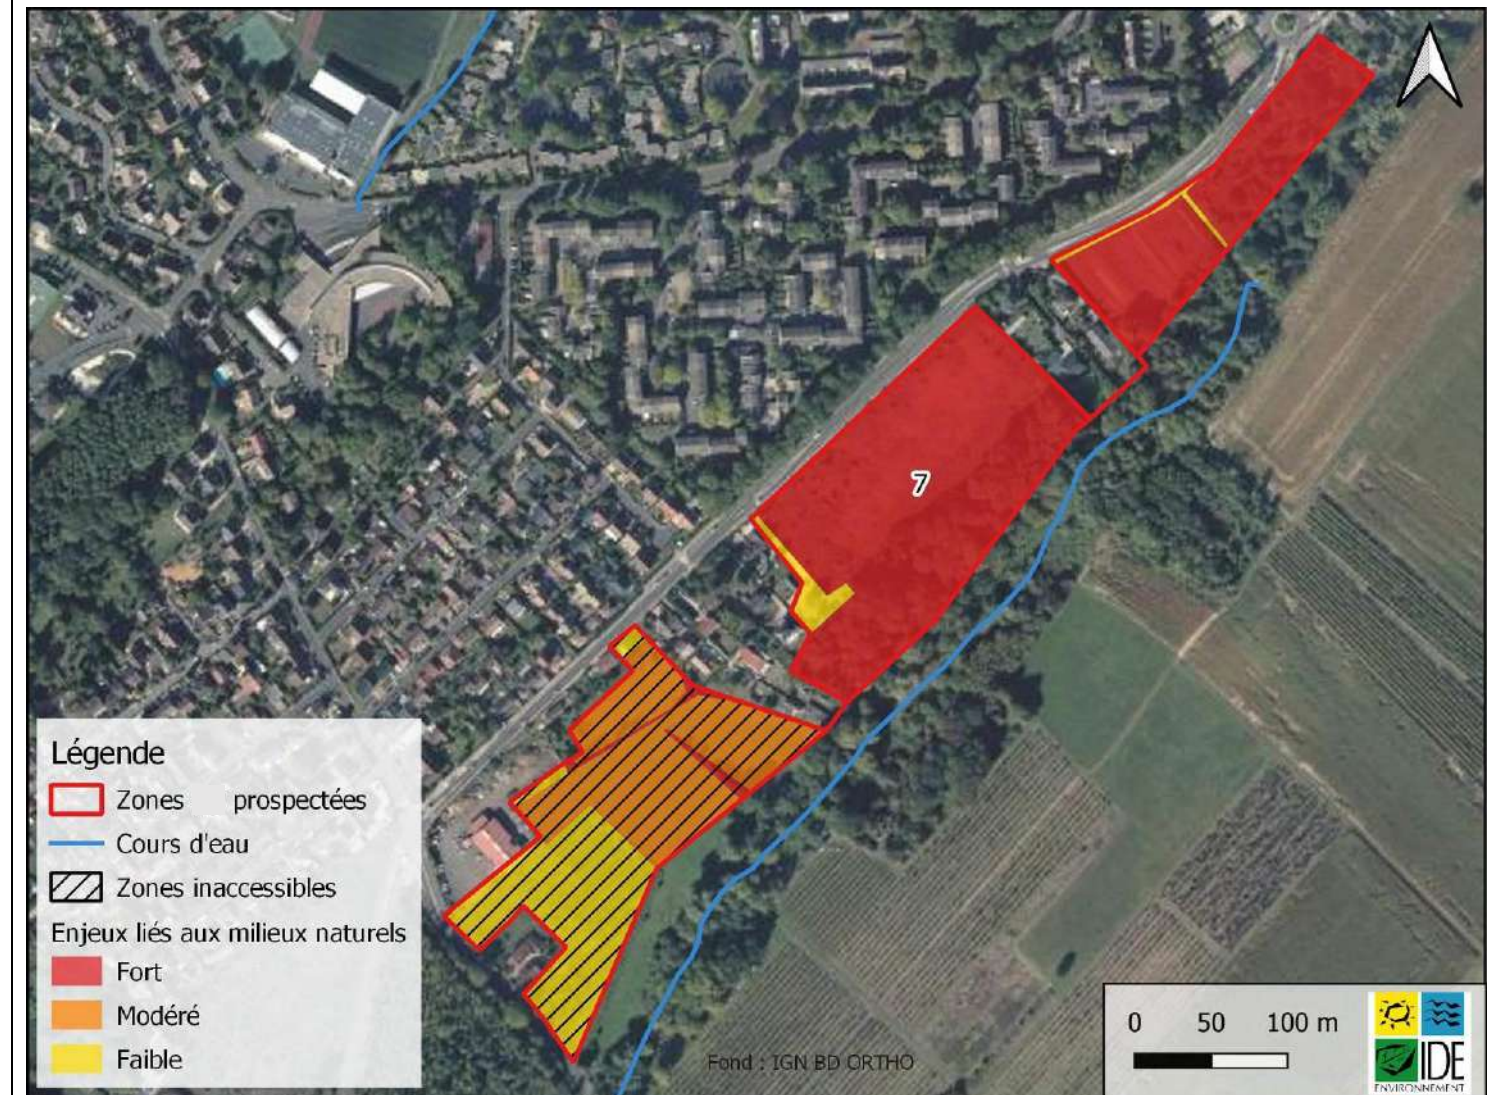 7
Légende
Zones prospectées
Cours d'eau
Zones inaccessibles
Enjeux liés aux milieux naturels
Fort
Modéré
Faible
Fond : IGN BD ORTHO
0 50 100 m
IDE
ENVIRONNEMENT